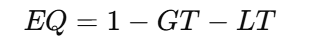 EQ = 1 − GT − LT